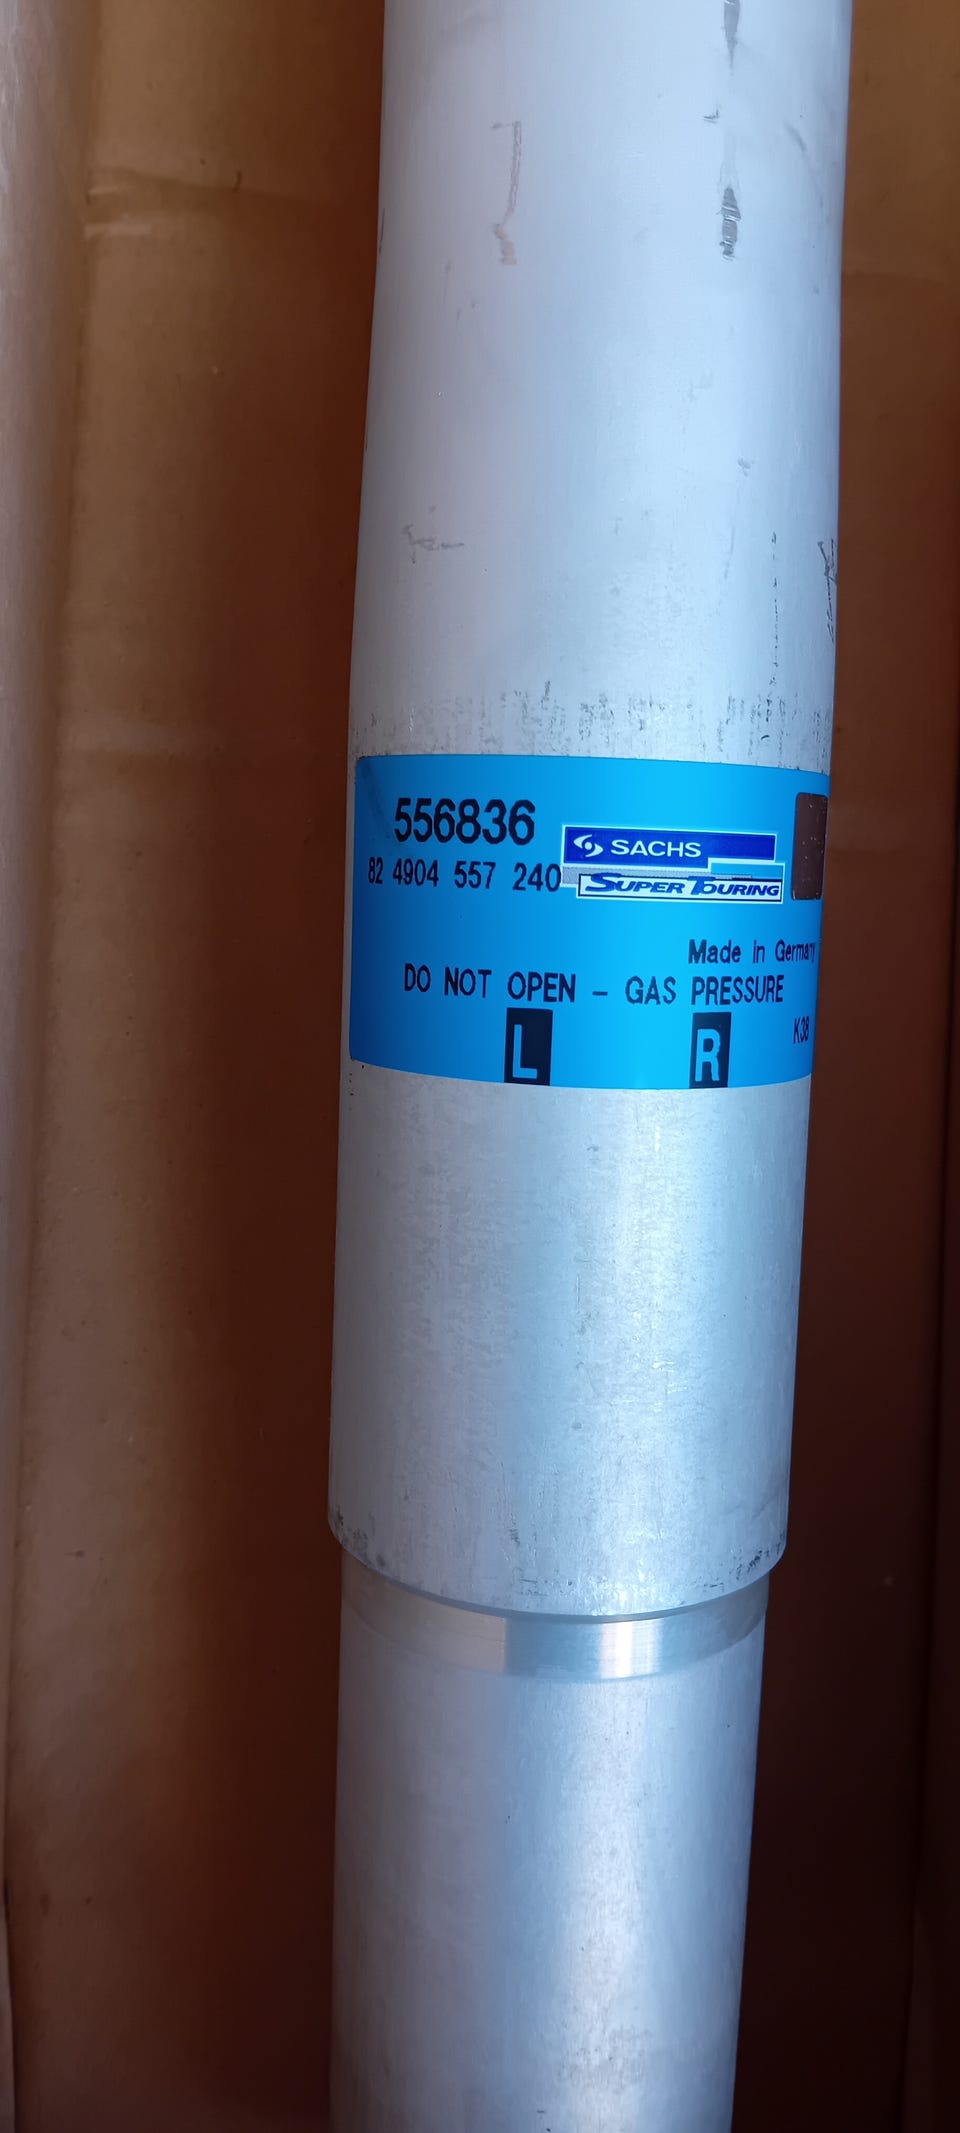 556836
SACHS
82 4904 557 240
SUPER TOURING
Made in Germany
DO NOT OPEN - GAS PRESSURE
L R K38